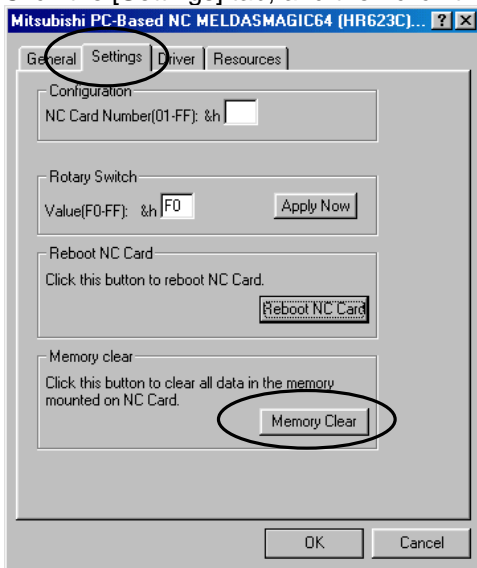 Mitsubishi PC-Based NC MELDASMAGIC64 (HR623C)... ? X
General Settings Driver Resources
Configuration
NC Card Number(01-FF): &h
Rotary Switch
Value(F0-FF): &h F0 Apply Now
Reboot NC Card
Click this button to reboot NC Card.
Reboot NC Card
Memory clear
Click this button to clear all data in the memory
mounted on NC Card.
Memory Clear
OK Cancel